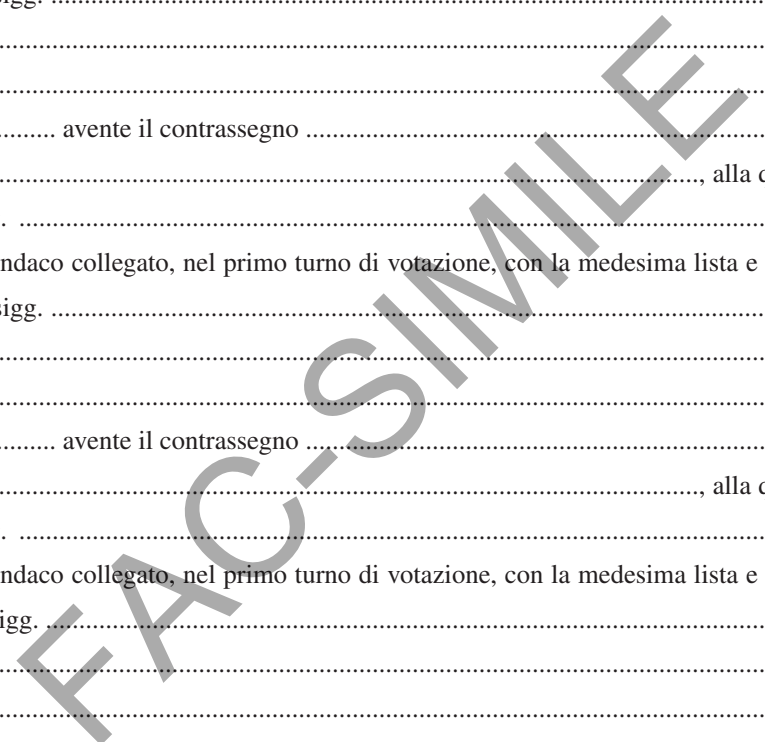 sigg. ................................................................
................................................................
................................................................
......... avente il contrassegno ................................................................
................................................................, alla
. ................................................................
ndaco collegato, nel primo turno di votazione, con la medesima lista e
sigg. ................................................................
................................................................
................................................................
......... avente il contrassegno ................................................................
................................................................, alla
. ................................................................
ndaco collegato, nel primo turno di votazione, con la medesima lista e
sigg. ................................................................
................................................................
................................................................
FAC-SIMILE